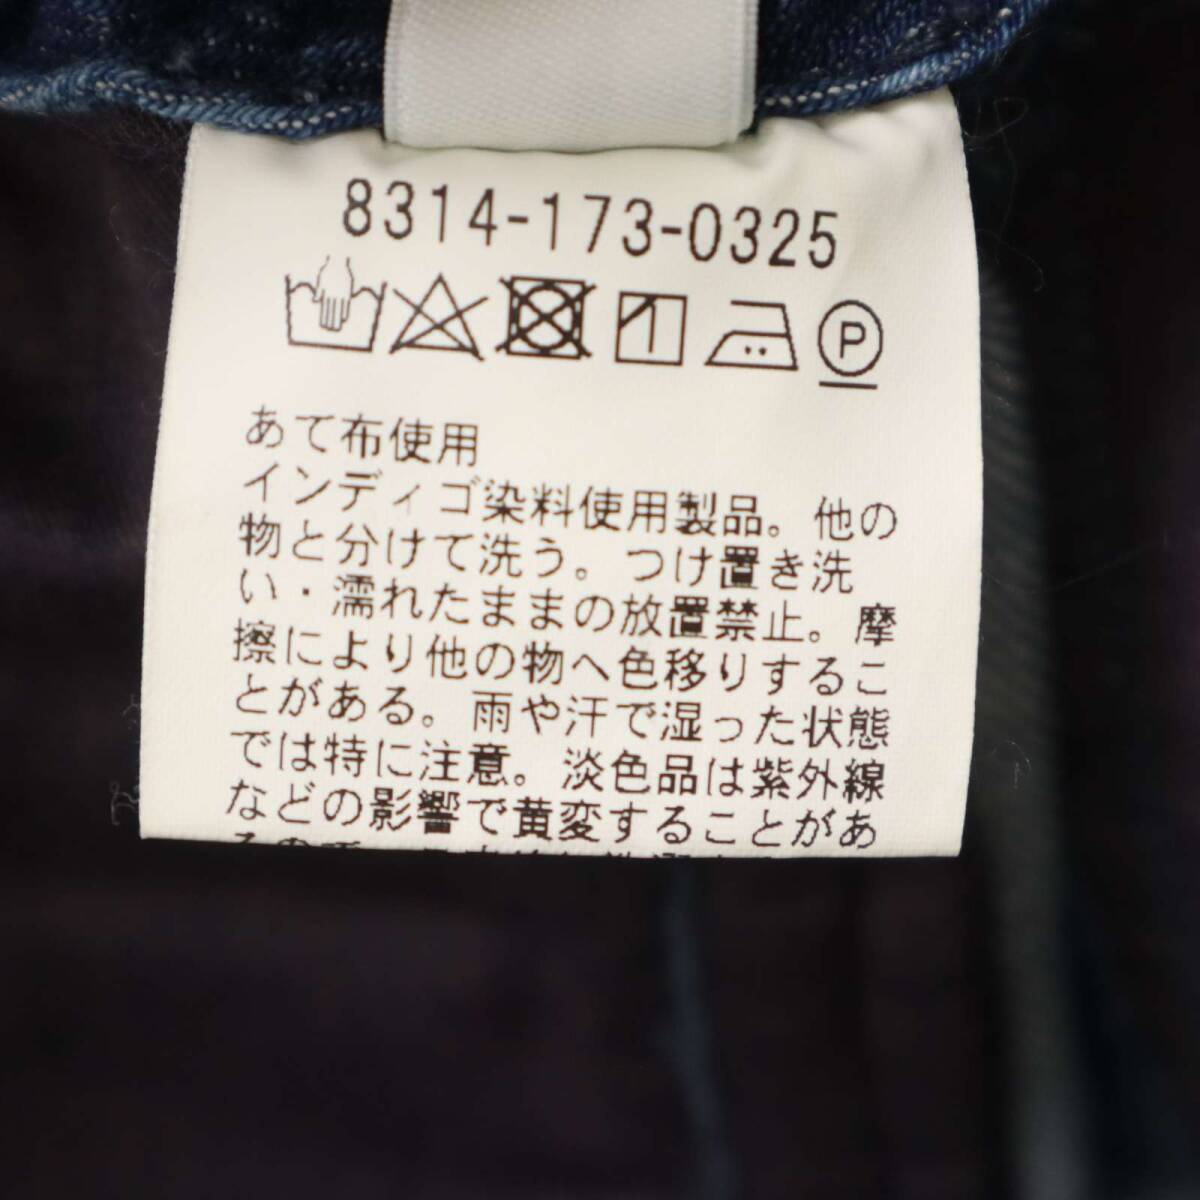 8314-173-0325
P
あて布使用
インディゴ染料使用製品。他の
物と分けて洗う。つけ置き洗
い・濡れたままの放置禁止。摩
擦により他の物へ色移りするこ
とがある。雨や汗で湿った状態
では特に注意。淡色品は紫外線
などの影響で黄変することがあ